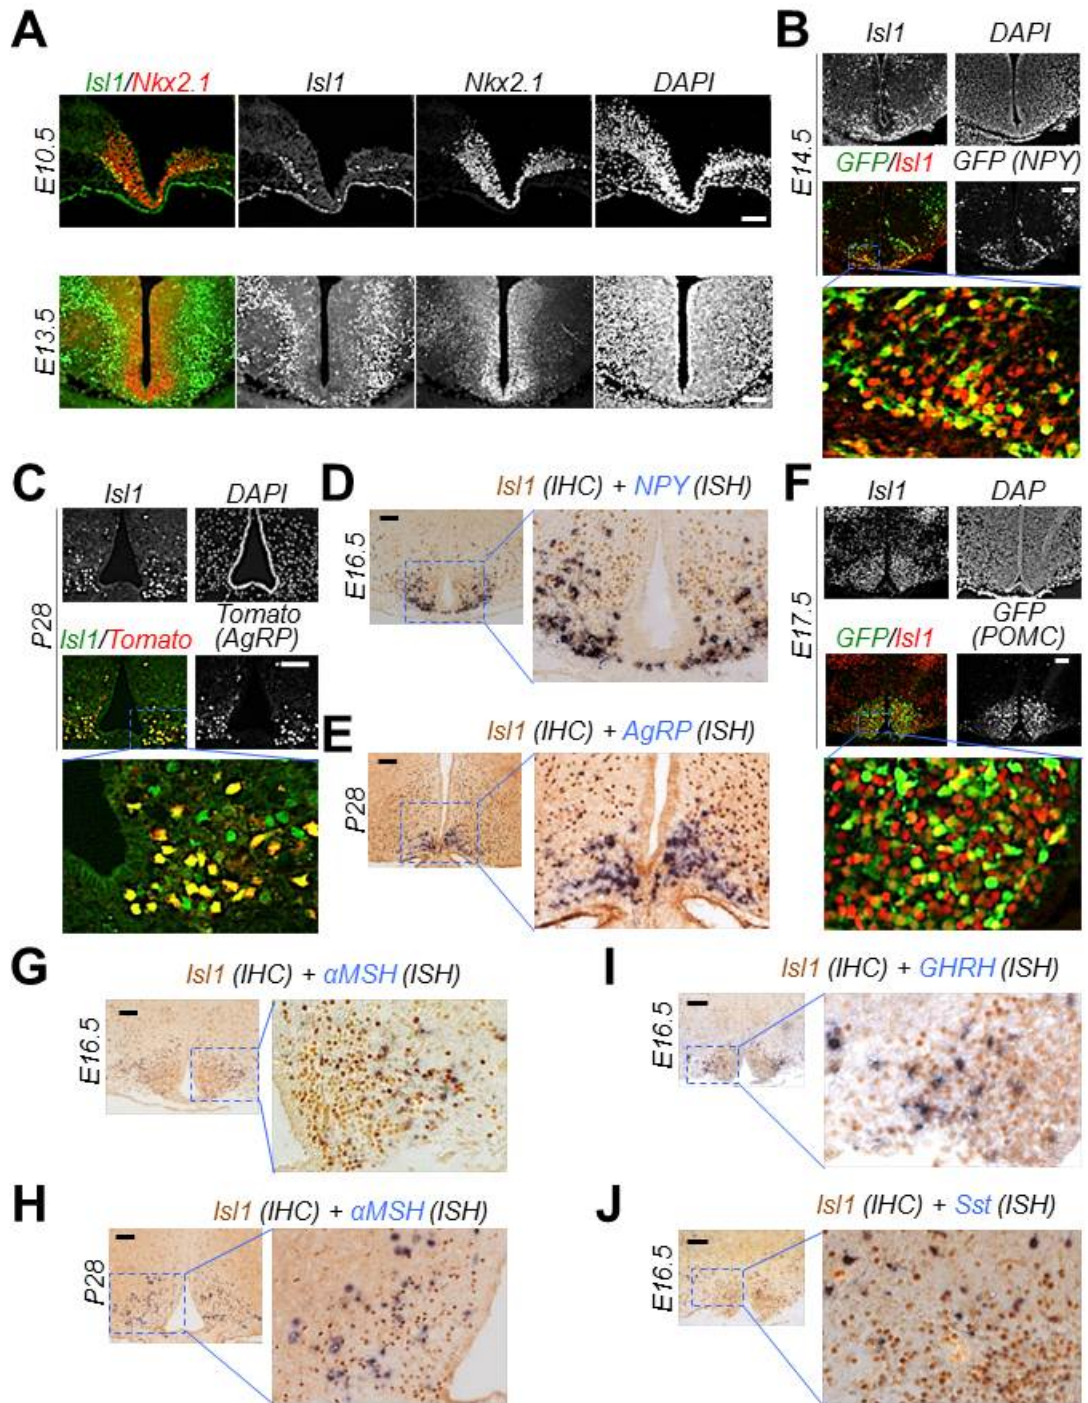 A
Isl1/Nkx2.1
Isl1
Nkx2.1
DAPI
E10.5
E13.5
B
Isl1
DAPI
E14.5
GFP/Isl1
GFP (NPY)
C
P28
Isl1
DAPI
Isl1/Tomato
Tomato
(AgRP)
D
Isl1 (IHC) + NPY (ISH)
E16.5
E
Isl1 (IHC) + AgRP (ISH)
P28
F
Isl1
DAP
E17.5
GFP/Isl1
GFP
(POMC)
G
Isl1 (IHC) + αMSH (ISH)
E16.5
H
Isl1 (IHC) + αMSH (ISH)
P28
I
Isl1 (IHC) + GHRH (ISH)
E16.5
J
Isl1 (IHC) + Sst (ISH)
E16.5